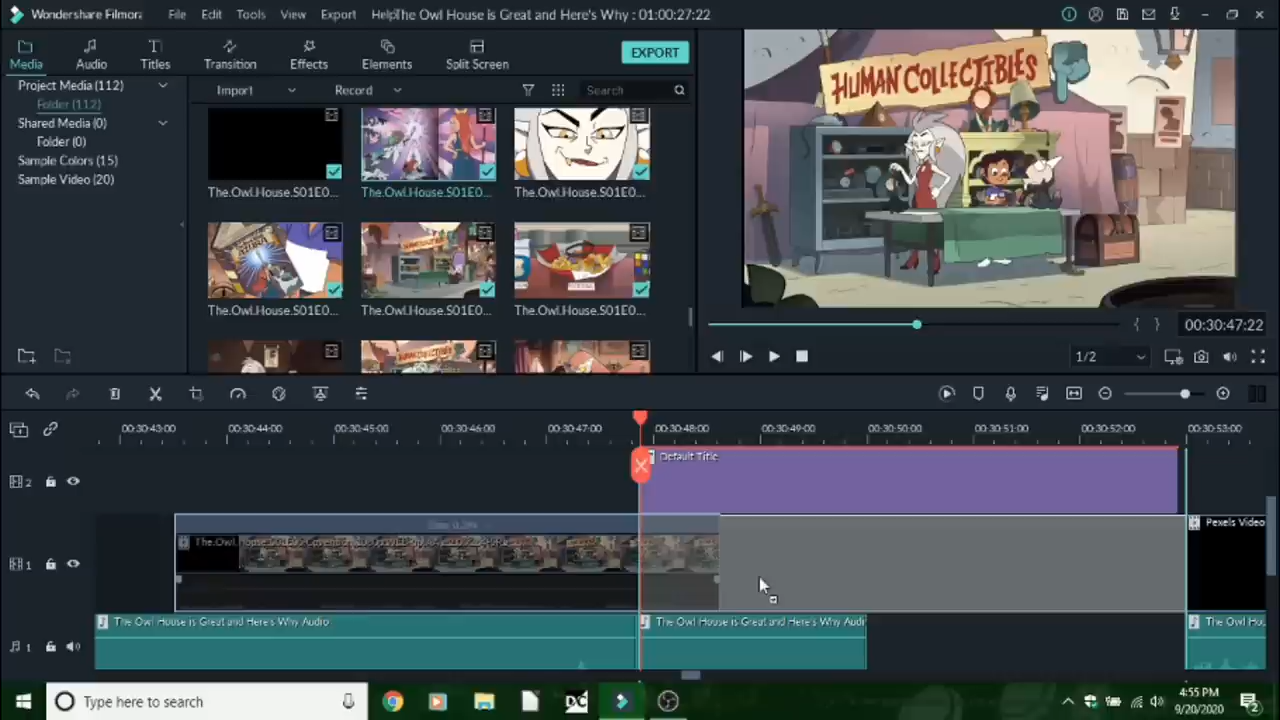 Wondershare Filmor
File Edit Tools View Export Help
The Owl House is Great and Here's Why : 01:00:27:22
Media Audio Titles Transition Effects Elements Split Screen
EXPORT
Project Media (112)
Folder (112)
Shared Media (0)
Folder (0)
Sample Colors (15)
Sample Video (20)
Import Record Search
The.Owl.House.S01E0... The.Owl.House.S01E0... The.Owl.House.S01E0...
The.Owl.House.S01E0... The.Owl.House.S01E0... The.Owl.House.S01E0...
HUMAN COLLECTIBLES
00:30:47:22
1/2
00:30:43:00 00:30:44:00 00:30:45:00 00:30:46:00 00:30:47:00 00:30:48:00 00:30:49:00 00:30:50:00 00:30:51:00 00:30:52:00 00:30:53:00
2
Default Title
1
The.Owl.
Pexels Video
1
The Owl House is Great and Here's Why Audio
The Owl House is Great and Here's Why Audi
The Owl Ho
Type here to search
DC
4:55 PM
9/20/2020
2